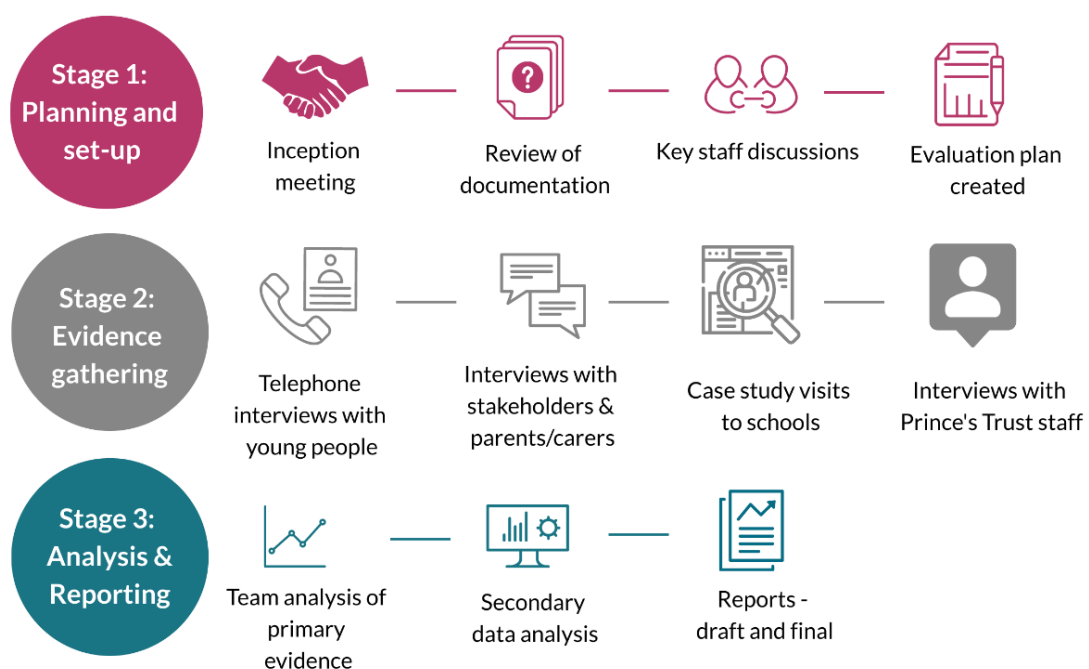 Stage 1:
Planning and
set-up
Inception
meeting
Review of
documentation
Key staff discussions
Evaluation plan
created
Stage 2:
Evidence
gathering
Telephone
interviews with
young people
Interviews with
stakeholders &
parents/carers
Case study visits
to schools
Interviews with
Prince's Trust staff
Stage 3:
Analysis &
Reporting
Team analysis of
primary
evidence
Secondary
data analysis
Reports -
draft and final